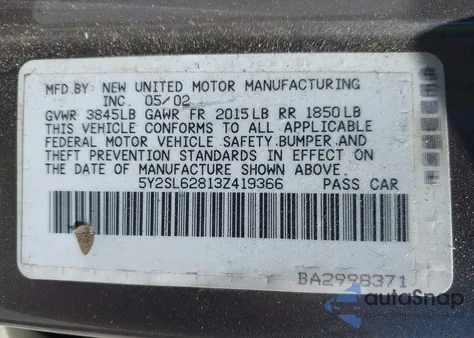 MFD.BY: NEW UNITED MOTOR MANUFACTURING
INC. 05/02
GVWR 3845LB GAWR FR 2015LB RR 1850LB
THIS VEHICLE CONFORMS TO ALL APPLICABLE
FEDERAL MOTOR VEHICLE SAFETY,BUMPER,AND
THEFT PREVENTION STANDARDS IN EFFECT ON
THE DATE OF MANUFACTURE SHOWN ABOVE.
5Y2SL62813Z419366 PASS CAR
BA2998371
autoSnap